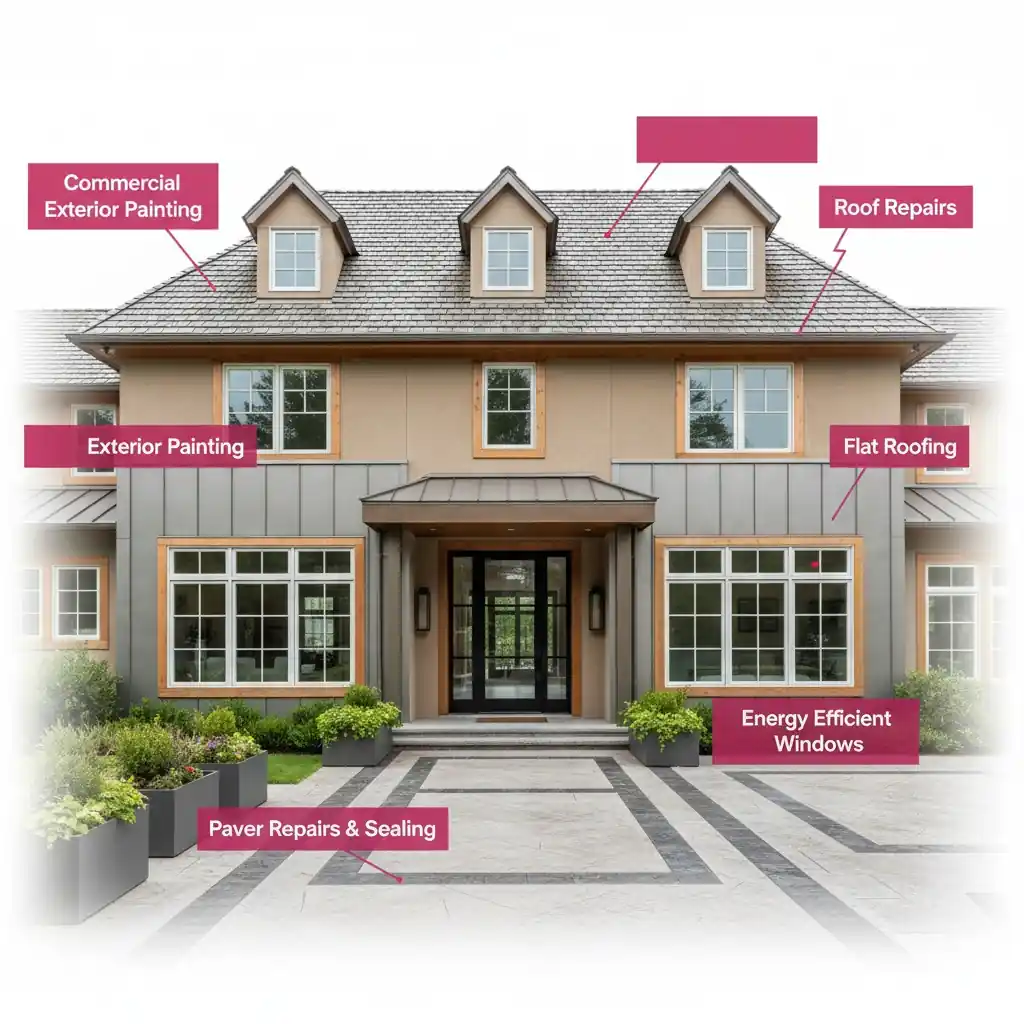 Commercial
Exterior Painting
Roof Repairs
Exterior Painting
Flat Roofing
Energy Efficient
Windows
Paver Repairs & Sealing